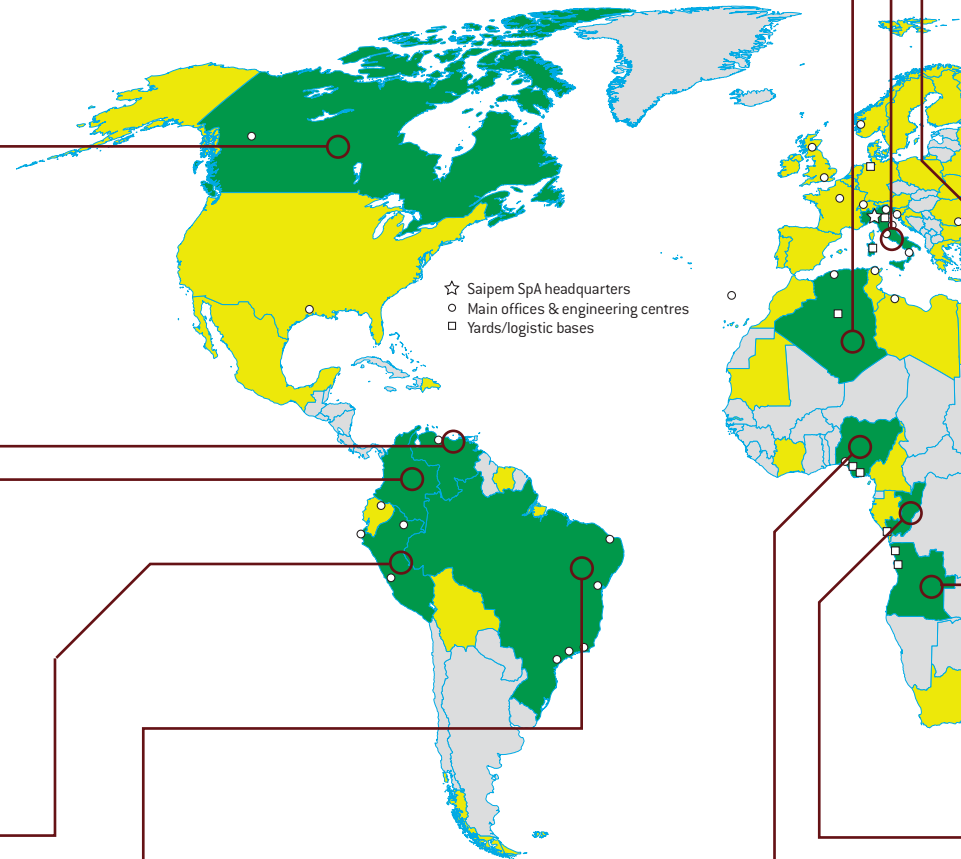 Saipem SpA headquarters
Main offices & engineering centres
Yards/logistic bases